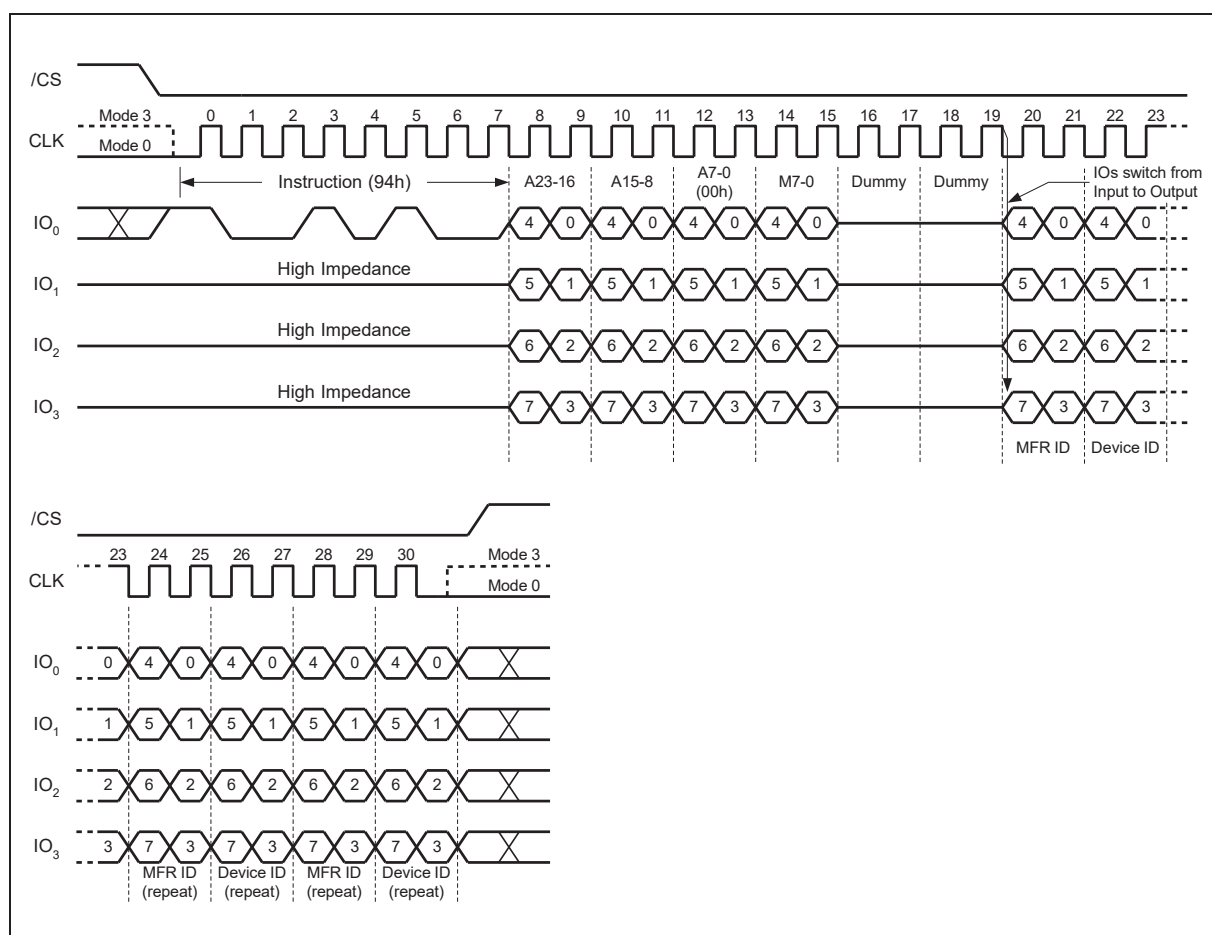 /CS
Mode 3 0 1 2 3 4 5 6 7 8 9 10 11 12 13 14 15 16 17 18 19 20 21 22 23
CLK
Mode 0
Instruction (94h) A23-16 A15-8 A7-0 (00h) M7-0 Dummy Dummy IOs switch from Input to Output
IO0 4 0 4 0 4 0 4 0 4 0 4 0
High Impedance
IO1 5 1 5 1 5 1 5 1 5 1 5 1
High Impedance
IO2 6 2 6 2 6 2 6 2 6 2 6 2
High Impedance
IO3 7 3 7 3 7 3 7 3 7 3 7 3
MFR ID Device ID
/CS
23 24 25 26 27 28 29 30 Mode 3
CLK
Mode 0
IO0 0 4 0 4 0 4 0 4 0
IO1 1 5 1 5 1 5 1 5 1
IO2 2 6 2 6 2 6 2 6 2
IO3 3 7 3 7 3 7 3 7 3
MFR ID (repeat) Device ID (repeat) MFR ID (repeat) Device ID (repeat)